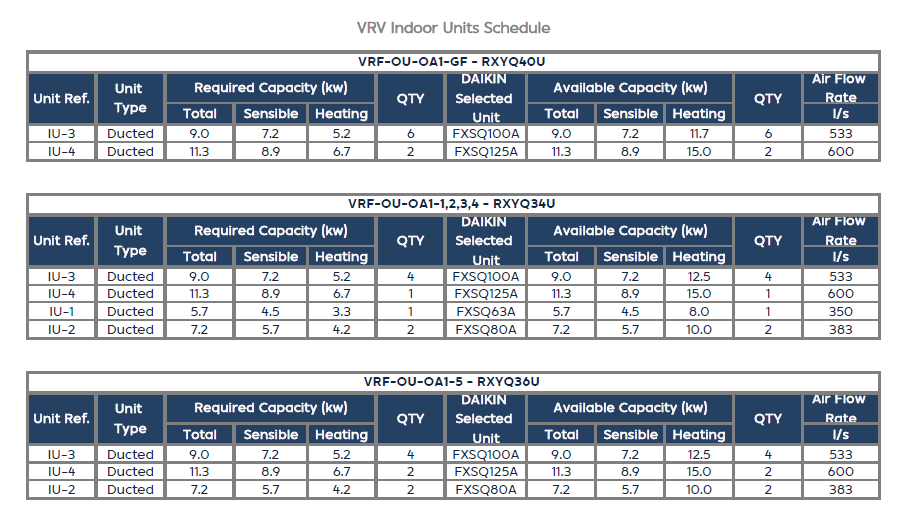 VRV Indoor Units Schedule
VRF-OU-OA1-GF - RXYQ40U
Unit Ref. Unit Type Required Capacity (kw) QTY DAIKIN Selected Unit Available Capacity (kw) QTY Air Flow Rate
Total Sensible Heating Total Sensible Heating l/s
IU-3 Ducted 9.0 7.2 5.2 6 FXSQ100A 9.0 7.2 11.7 6 533
IU-4 Ducted 11.3 8.9 6.7 2 FXSQ125A 11.3 8.9 15.0 2 600
VRF-OU-OA1-1,2,3,4 - RXYQ34U
Unit Ref. Unit Type Required Capacity (kw) QTY DAIKIN Selected Unit Available Capacity (kw) QTY Air Flow Rate
Total Sensible Heating Total Sensible Heating l/s
IU-3 Ducted 9.0 7.2 5.2 4 FXSQ100A 9.0 7.2 12.5 4 533
IU-4 Ducted 11.3 8.9 6.7 1 FXSQ125A 11.3 8.9 15.0 1 600
IU-1 Ducted 5.7 4.5 3.3 1 FXSQ63A 5.7 4.5 8.0 1 350
IU-2 Ducted 7.2 5.7 4.2 2 FXSQ80A 7.2 5.7 10.0 2 383
VRF-OU-OA1-5 - RXYQ36U
Unit Ref. Unit Type Required Capacity (kw) QTY DAIKIN Selected Unit Available Capacity (kw) QTY Air Flow Rate
Total Sensible Heating Total Sensible Heating l/s
IU-3 Ducted 9.0 7.2 5.2 4 FXSQ100A 9.0 7.2 12.5 4 533
IU-4 Ducted 11.3 8.9 6.7 2 FXSQ125A 11.3 8.9 15.0 2 600
IU-2 Ducted 7.2 5.7 4.2 2 FXSQ80A 7.2 5.7 10.0 2 383